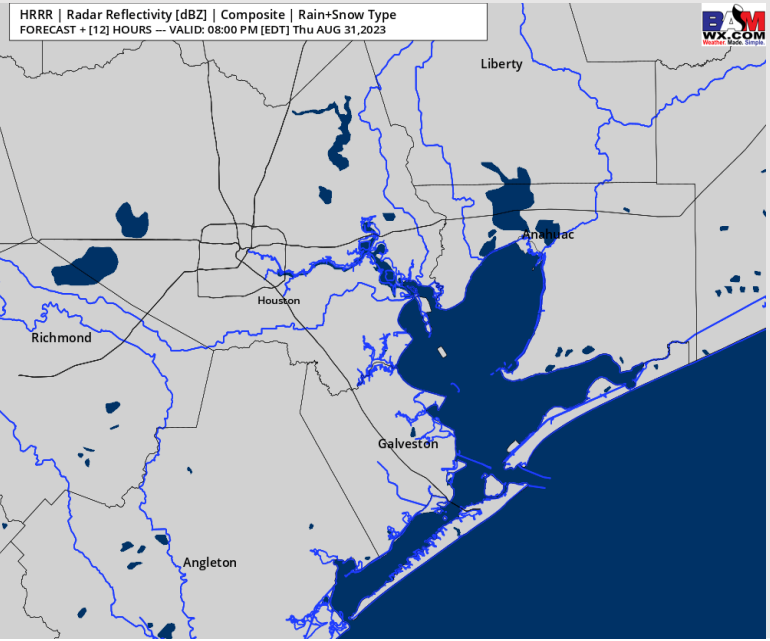 HRRR | Radar Reflectivity [dBZ] | Composite | Rain+Snow Type
FORECAST + [12] HOURS --- VALID: 08:00 PM [EDT] Thu AUG 31,2023
BAM
WX.COM
Weather. Made. Simple.
Liberty
Anahuac
Houston
Richmond
Galveston
Angleton